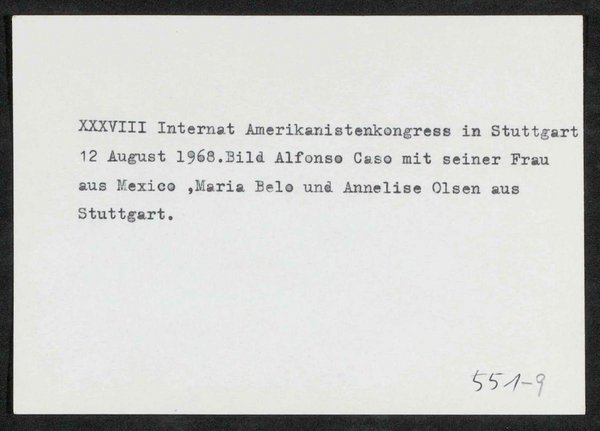 XXXVIII Internat Amerikanistenkongress in Stuttgart
12 August 1968.Bild Alfonso Caso mit seiner Frau
aus Mexico ,Maria Belo und Annelise Olsen aus
Stuttgart.
551-9